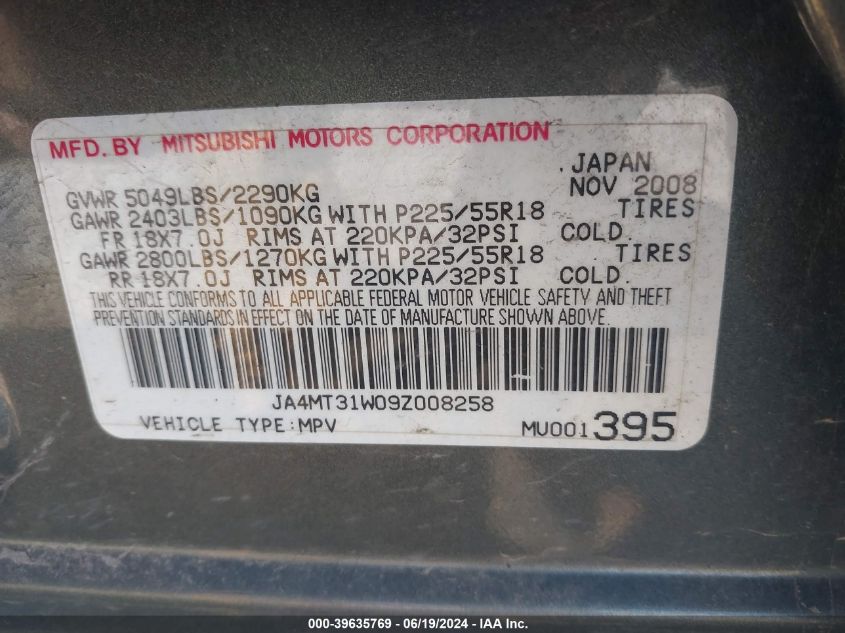 MFD. BY MITSUBISHI MOTORS CORPORATION
. JAPAN
GVWR 5049LBS/2290KG NOV 2008
GAWR 2403LBS/1090KG WITH P225/55R18 TIRES
FR 18X7.0J RIMS AT 220KPA/32PSI COLD.
GAWR 2800LBS/1270KG WITH P225/55R18 TIRES
RR 18X7.0J RIMS AT 220KPA/32PSI COLD.
THIS VEHICLE CONFORMS TO ALL APPLICABLE FEDERAL MOTOR VEHICLE SAFETY AND THEFT
PREVENTION STANDARDS IN EFFECT ON THE DATE OF MANUFACTURE SHOWN ABOVE.
JA4MT31W09Z008258
VEHICLE TYPE:MPV MU001395
000-39635769 - 06/19/2024 - IAA Inc.